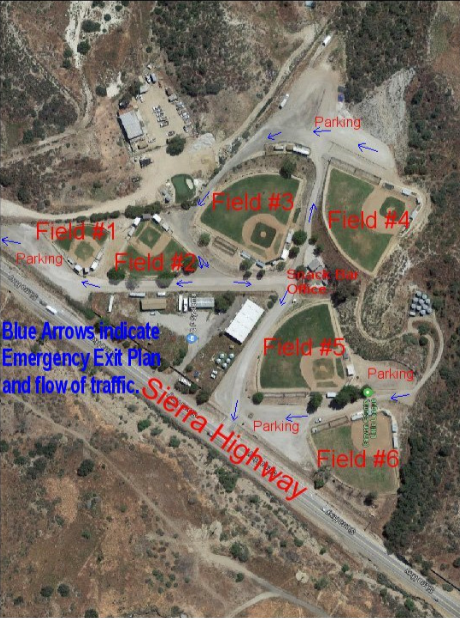 Parking
Field #3
Field #4
Field #1
Field #2
Parking
Snack Bar
Office
Blue Arrows indicate
Emergency Exit Plan
and flow of traffic.
Field #5
Parking
Sierra Highway
Parking
Field #6